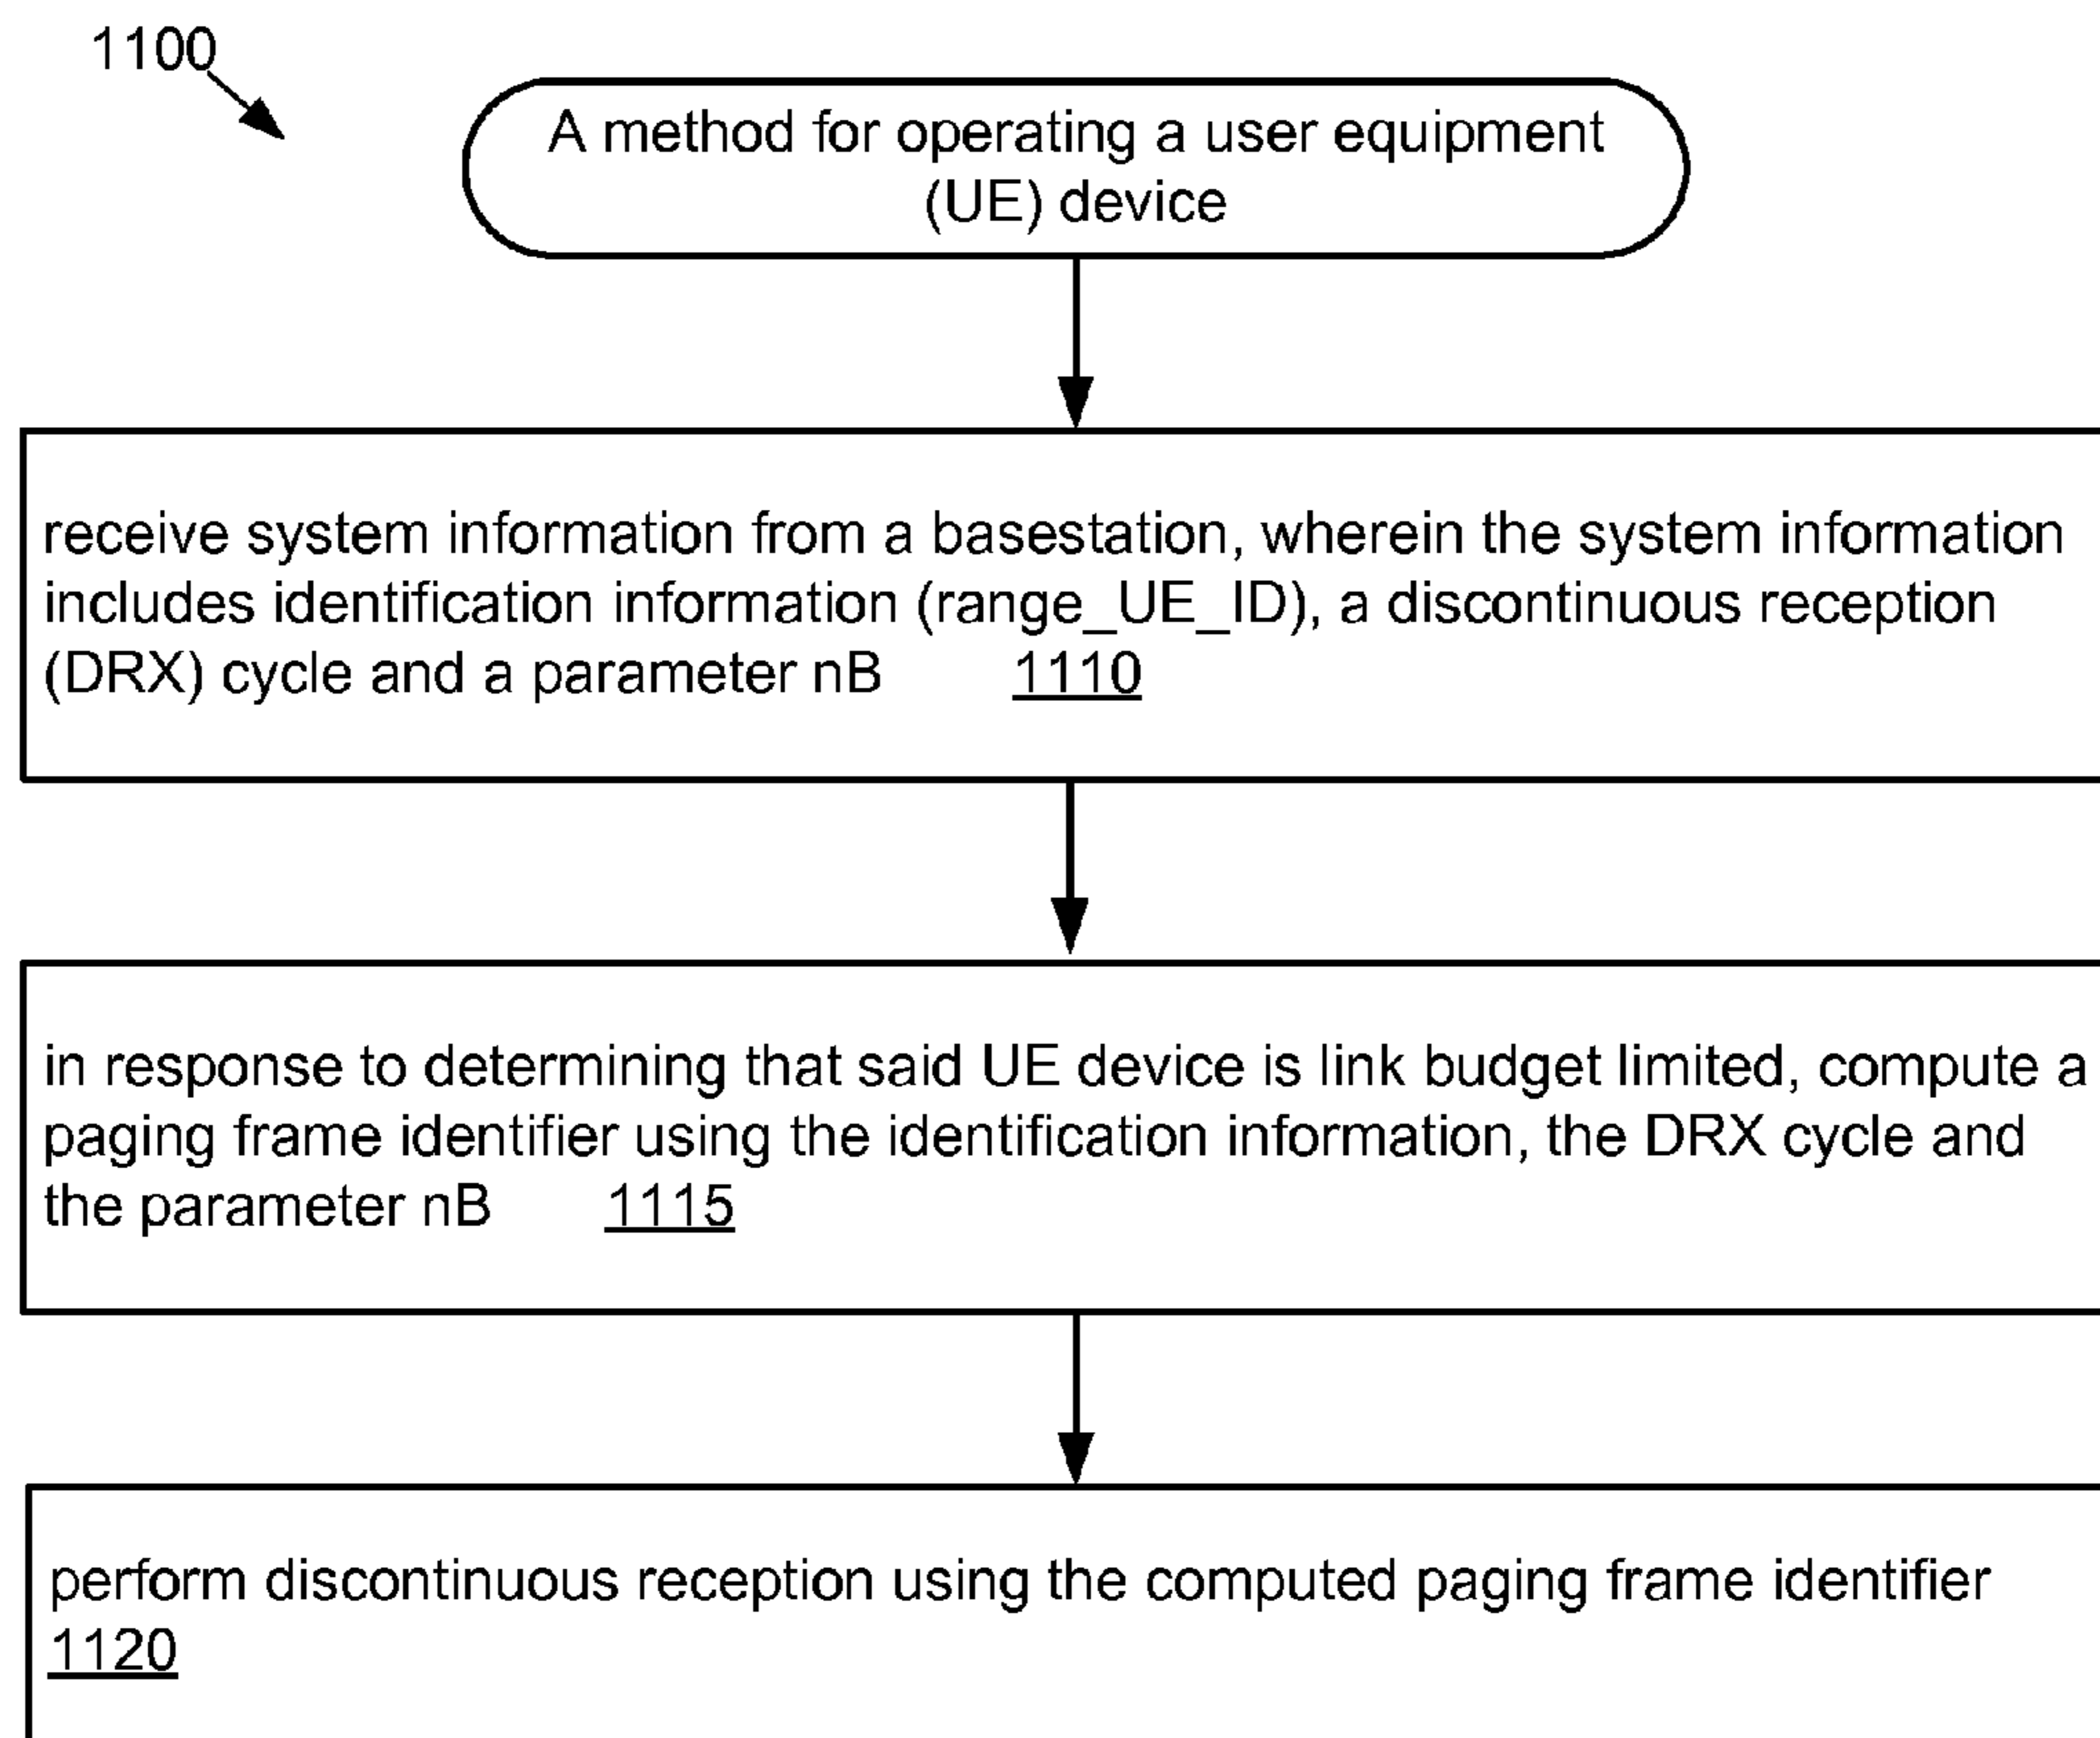 1100
A method for operating a user equipment
(UE) device
receive system information from a basestation, wherein the system information
includes identification information (range_UE_ID), a discontinuous reception
(DRX) cycle and a parameter nB 1110
in response to determining that said UE device is link budget limited, compute a
paging frame identifier using the identification information, the DRX cycle and
the parameter nB 1115
perform discontinuous reception using the computed paging frame identifier
1120